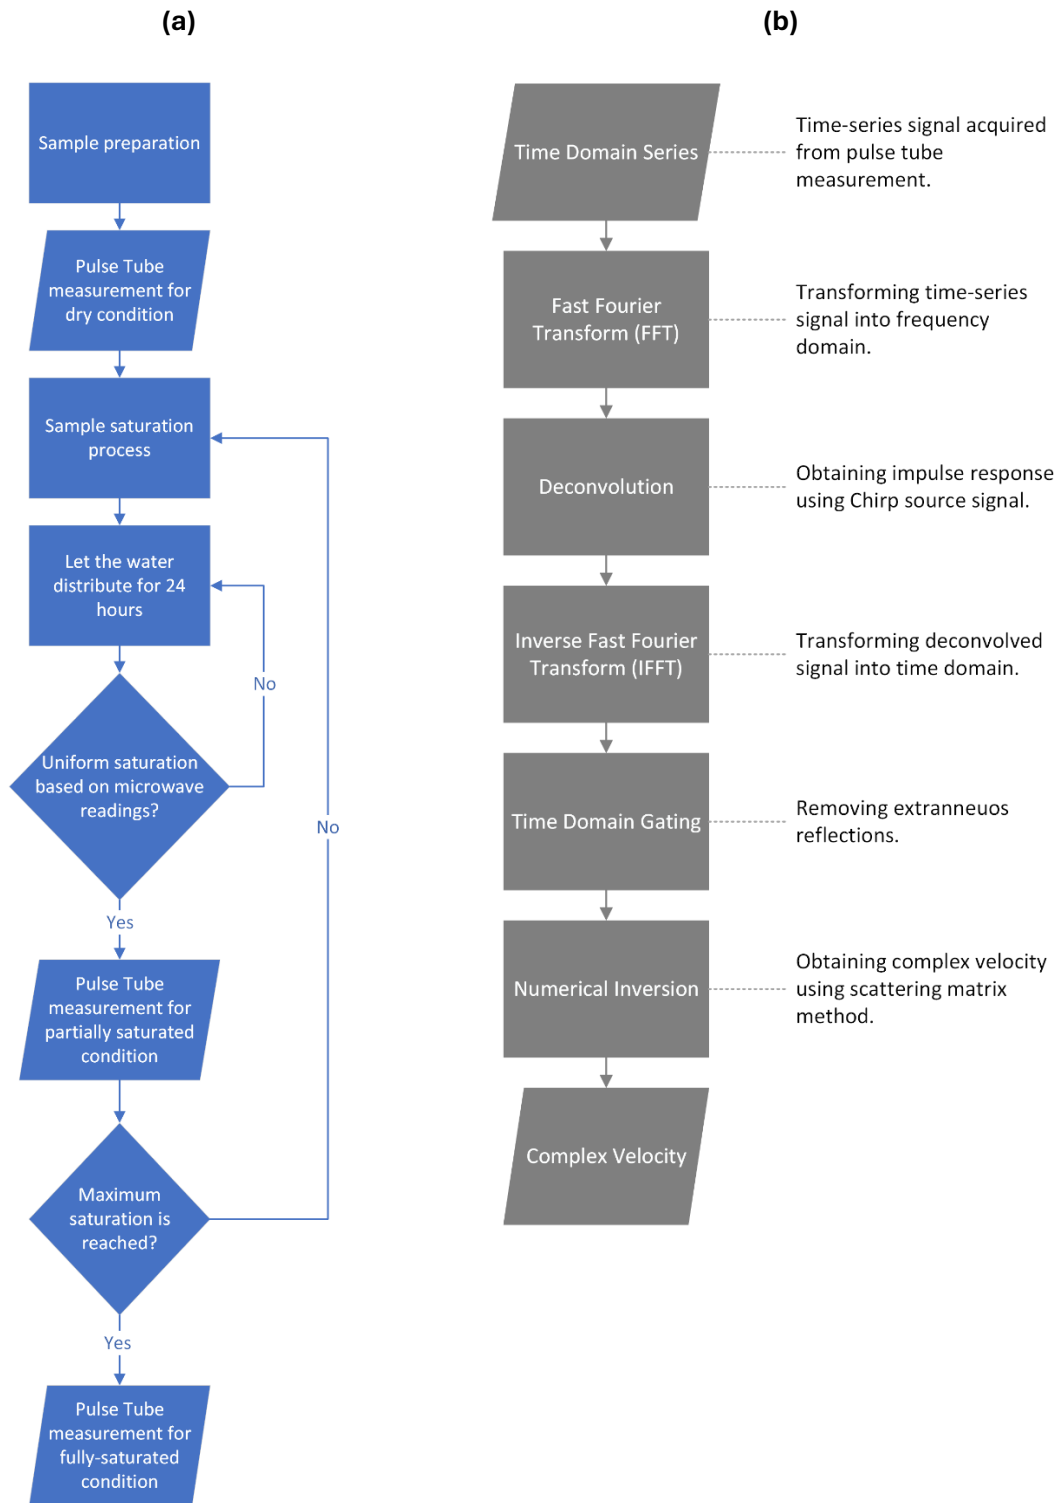 (a)
Sample preparation
Pulse Tube
measurement for
dry condition
Sample saturation
process
Let the water
distribute for 24
hours
No
Uniform saturation
based on microwave
readings?
No
Yes
Pulse Tube
measurement for
partially saturated
condition
Maximum
saturation is
reached?
Yes
Pulse Tube
measurement for
fully-saturated
condition
(b)
Time Domain Series
Time-series signal acquired
from pulse tube
measurement.
Fast Fourier
Transform (FFT)
Transforming time-series
signal into frequency
domain.
Deconvolution
Obtaining impulse response
using Chirp source signal.
Inverse Fast Fourier
Transform (IFFT)
Transforming deconvolved
signal into time domain.
Time Domain Gating
Removing extranneuos
reflections.
Numerical Inversion
Obtaining complex velocity
using scattering matrix
method.
Complex Velocity